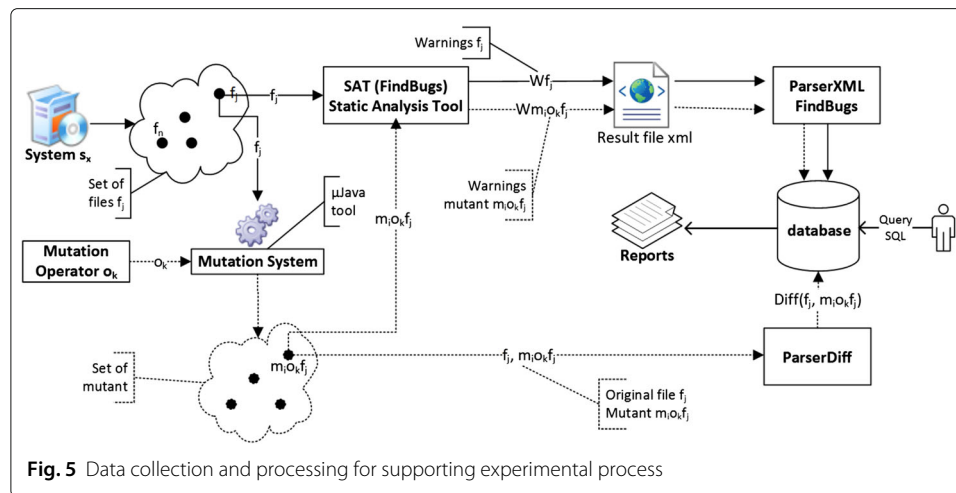 Warnings fj
SAT (FindBugs)
Static Analysis Tool
fj
fj
fn
fj
Wfj
Wmiokfj
Result file xml
ParserXML
FindBugs
System sx
Set of
files fj
μJava
tool
miokfj
Warnings
mutant miokfj
Mutation
Operator ok
ok
Mutation System
Reports
database
Query
SQL
Diff(fj, miokfj)
Set of
mutant
miokfj
fj, miokfj
ParserDiff
Original file fj
Mutant miokfj
Fig. 5 Data collection and processing for supporting experimental process